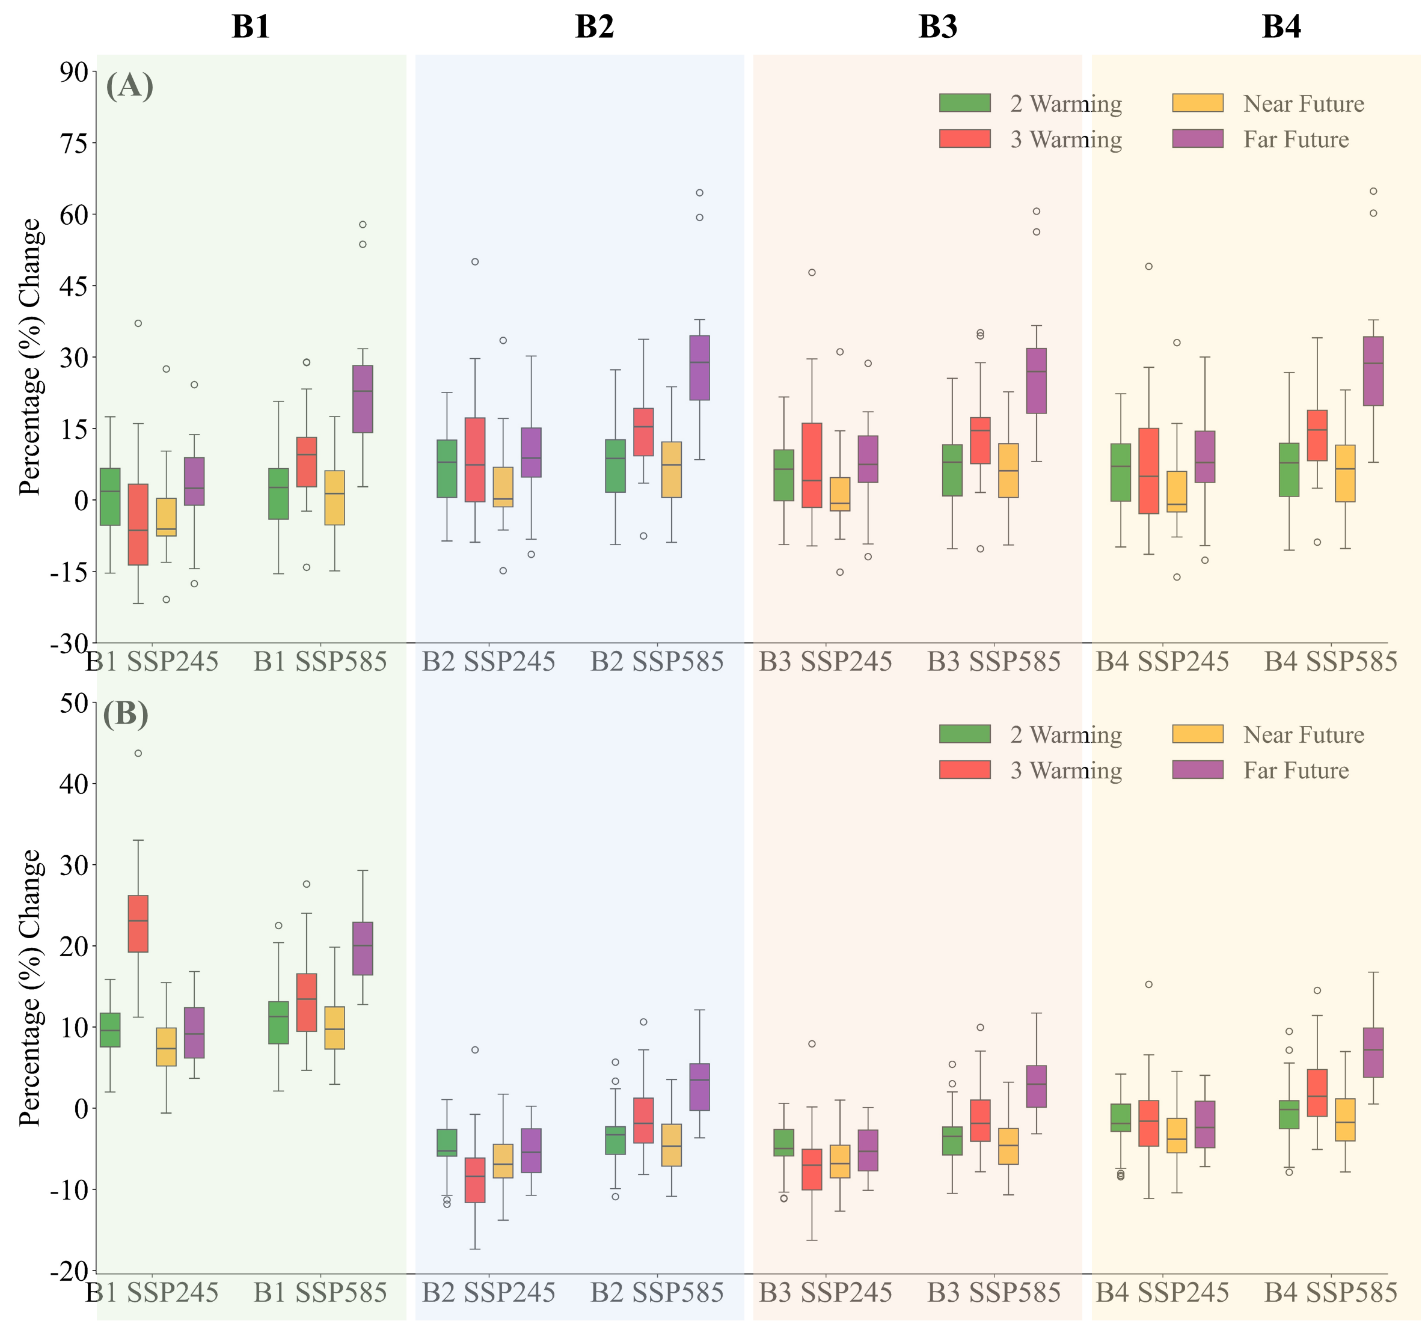 B1 B2 B3 B4
(A)
Percentage (%) Change
90
75
60
45
30
15
0
-15
-30
2 Warming Near Future
3 Warming Far Future
B1 SSP245 B1 SSP585 B2 SSP245 B2 SSP585 B3 SSP245 B3 SSP585 B4 SSP245 B4 SSP585
(B)
Percentage (%) Change
50
40
30
20
10
0
-10
-20
2 Warming Near Future
3 Warming Far Future
B1 SSP245 B1 SSP585 B2 SSP245 B2 SSP585 B3 SSP245 B3 SSP585 B4 SSP245 B4 SSP585